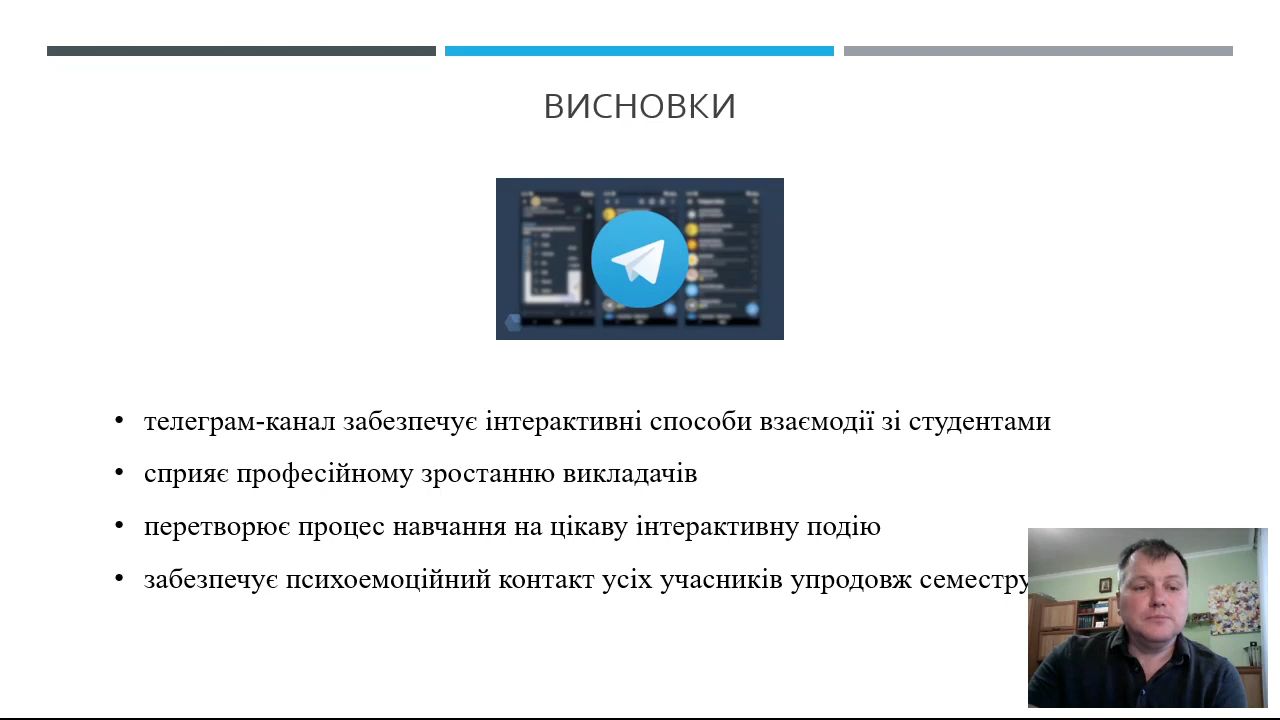 ВИСНОВКИ
телеграм-канал забезпечує інтерактивні способи взаємодії зі студентами
сприяє професійному зростанню викладачів
перетворює процес навчання на цікаву інтерактивну подію
забезпечує психоемоційний контакт усіх учасників упродовж семестру